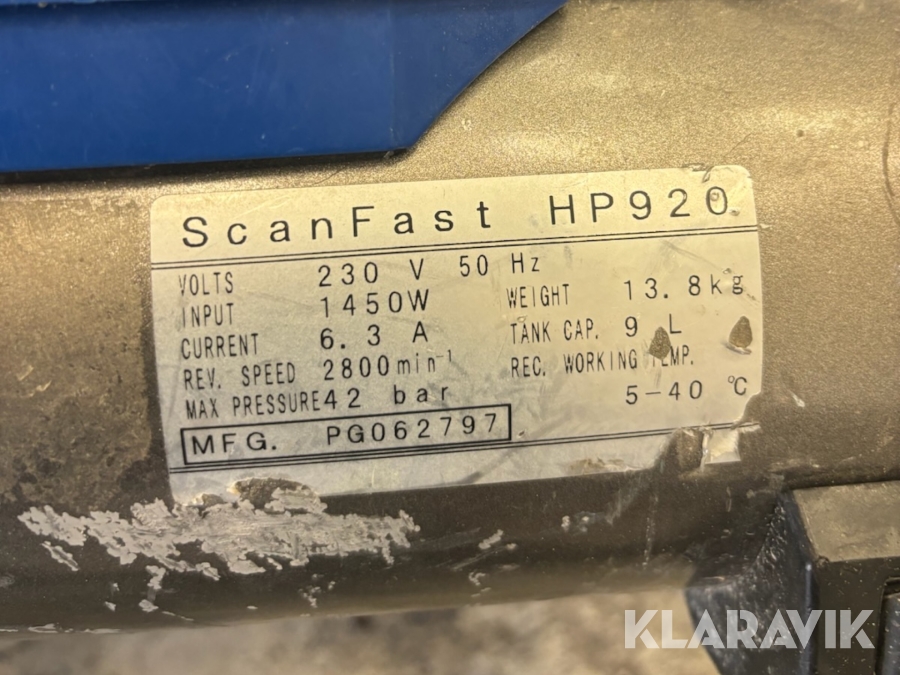 ScanFast HP920
VOLTS 230 V 50 Hz
INPUT 1450W
CURRENT 6.3 A
REV. SPEED 2800min⁻¹
MAX PRESSURE 42 bar
WEIGHT 13.8kg
TANK CAP. 9 L
REC. WORKING TEMP.
5-40 ℃
MFG. PG062797
KLARAVIK